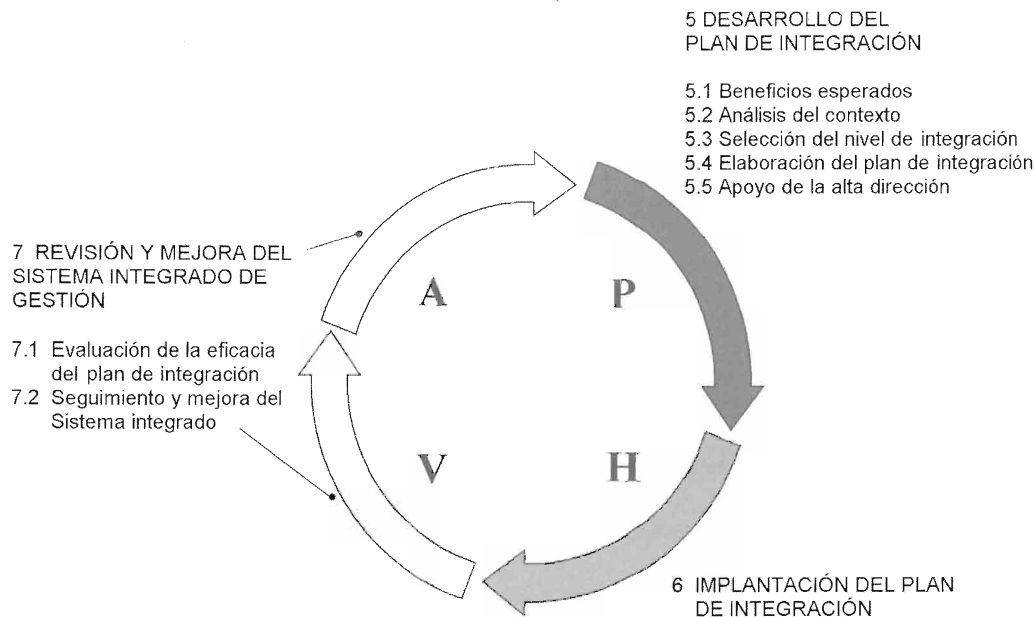 5 DESARROLLO DEL
PLAN DE INTEGRACIÓN
5.1 Beneficios esperados
5.2 Análisis del contexto
5.3 Selección del nivel de integración
5.4 Elaboración del plan de integración
5.5 Apoyo de la alta dirección
7 REVISIÓN Y MEJORA DEL
SISTEMA INTEGRADO DE
GESTIÓN
7.1 Evaluación de la eficacia
del plan de integración
7.2 Seguimiento y mejora del
Sistema integrado
A
P
V
H
6 IMPLANTACIÓN DEL PLAN
DE INTEGRACIÓN